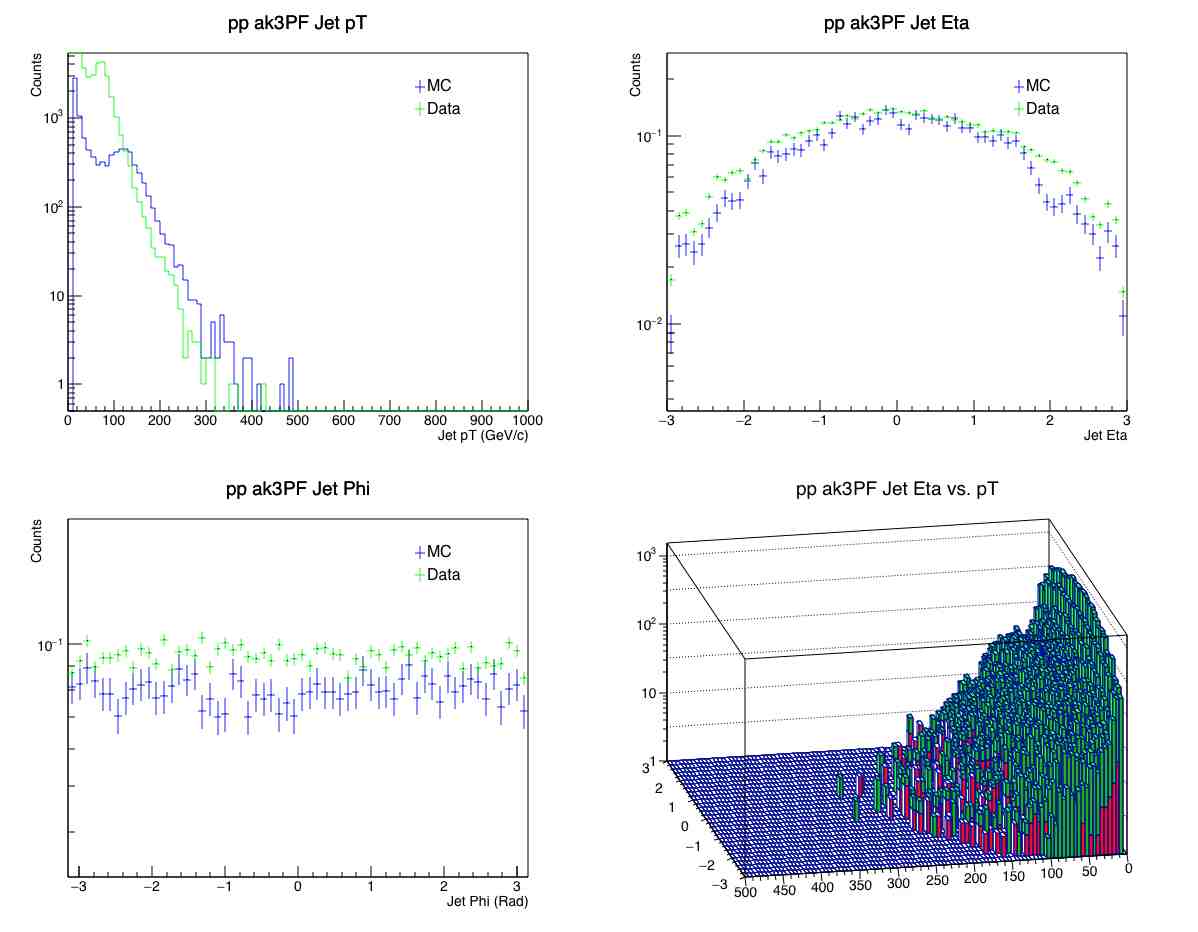 pp ak3PF Jet pT
Counts
MC
Data
10³
10²
10
1
0 100 200 300 400 500 600 700 800 900 1000
Jet pT (GeV/c)
pp ak3PF Jet Eta
Counts
MC
Data
10⁻¹
10⁻²
−3 −2 −1 0 1 2 3
Jet Eta
pp ak3PF Jet Phi
Counts
MC
Data
10⁻¹
−3 −2 −1 0 1 2 3
Jet Phi (Rad)
pp ak3PF Jet Eta vs. pT
10³
10²
10
1
3
2
1
0
−1
−2
−3
500 450 400 350 300 250 200 150 100 50 0